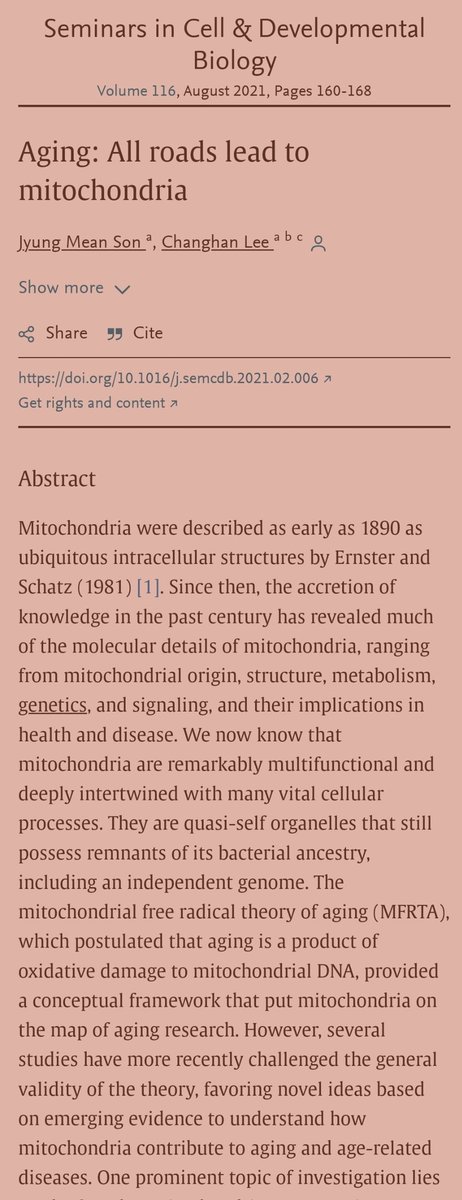 Seminars in Cell & Developmental
Biology
Volume 116, August 2021, Pages 160-168
Aging: All roads lead to
mitochondria
Jyung Mean Son a, Changhan Lee a b c
Show more
Share Cite
https://doi.org/10.1016/j.semcdb.2021.02.006 ↗
Get rights and content ↗
Abstract
Mitochondria were described as early as 1890 as
ubiquitous intracellular structures by Ernster and
Schatz (1981) [1]. Since then, the accretion of
knowledge in the past century has revealed much
of the molecular details of mitochondria, ranging
from mitochondrial origin, structure, metabolism,
genetics, and signaling, and their implications in
health and disease. We now know that
mitochondria are remarkably multifunctional and
deeply intertwined with many vital cellular
processes. They are quasi-self organelles that still
possess remnants of its bacterial ancestry,
including an independent genome. The
mitochondrial free radical theory of aging (MFRTA),
which postulated that aging is a product of
oxidative damage to mitochondrial DNA, provided
a conceptual framework that put mitochondria on
the map of aging research. However, several
studies have more recently challenged the general
validity of the theory, favoring novel ideas based
on emerging evidence to understand how
mitochondria contribute to aging and age-related
diseases. One prominent topic of investigation lies